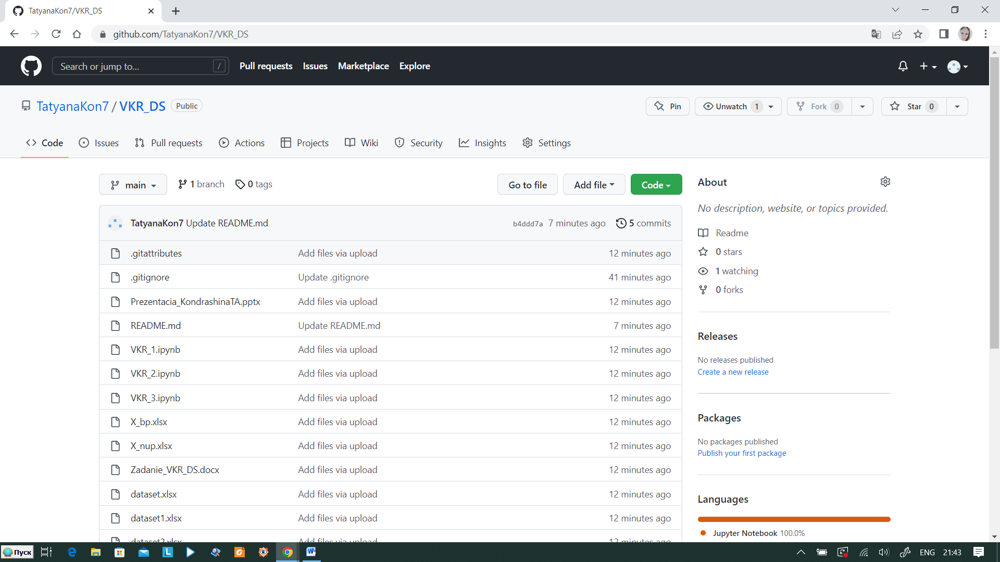 TatyanaKon7/VKR_DS
github.com/TatyanaKon7/VKR_DS
Search or jump to... /
Pull requests Issues Marketplace Explore
TatyanaKon7 / VKR_DS Public
Pin Unwatch 1 Fork 0 Star 0
Code Issues Pull requests Actions Projects Wiki Security Insights Settings
main 1 branch 0 tags Go to file Add file Code
TatyanaKon7 Update README.md b4ddd7a 7 minutes ago 5 commits
.gitattributes Add files via upload 12 minutes ago
.gitignore Update .gitignore 41 minutes ago
Prezentacia_KondrashinaTA.pptx Add files via upload 12 minutes ago
README.md Update README.md 7 minutes ago
VKR_1.ipynb Add files via upload 12 minutes ago
VKR_2.ipynb Add files via upload 12 minutes ago
VKR_3.ipynb Add files via upload 12 minutes ago
X_bp.xlsx Add files via upload 12 minutes ago
X_nup.xlsx Add files via upload 12 minutes ago
Zadanie_VKR_DS.docx Add files via upload 12 minutes ago
dataset.xlsx Add files via upload 12 minutes ago
dataset1.xlsx Add files via upload 12 minutes ago
dataset2.xlsx Add files via upload 12 minutes ago
About
No description, website, or topics provided.
Readme
0 stars
1 watching
0 forks
Releases
No releases published
Create a new release
Packages
No packages published
Publish your first package
Languages
Jupyter Notebook 100.0%
Пуск
ENG 21:43